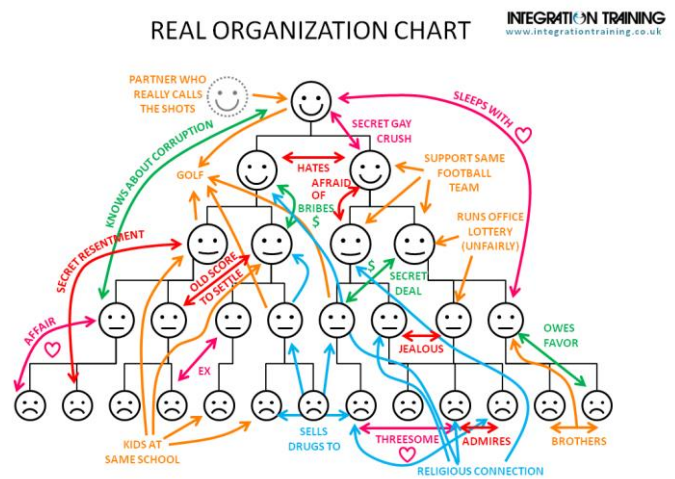 REAL ORGANIZATION CHART
INTEGRATION TRAINING
www.integrationtraining.co.uk
PARTNER WHO
REALLY CALLS
THE SHOTS
SLEEPS WITH
SECRET GAY
CRUSH
KNOWS ABOUT CORRUPTION
GOLF
HATES
SUPPORT SAME
FOOTBALL
TEAM
AFRAID
OF
BRIBES
$
RUNS OFFICE
LOTTERY
(UNFAIRLY)
SECRET RESENTMENT
OLD SCORE
TO SETTLE
$
SECRET
DEAL
AFFAIR
OWES
FAVOR
JEALOUS
EX
KIDS AT
SAME SCHOOL
SELLS
DRUGS TO
THREESOME
ADMIRES
BROTHERS
RELIGIOUS CONNECTION